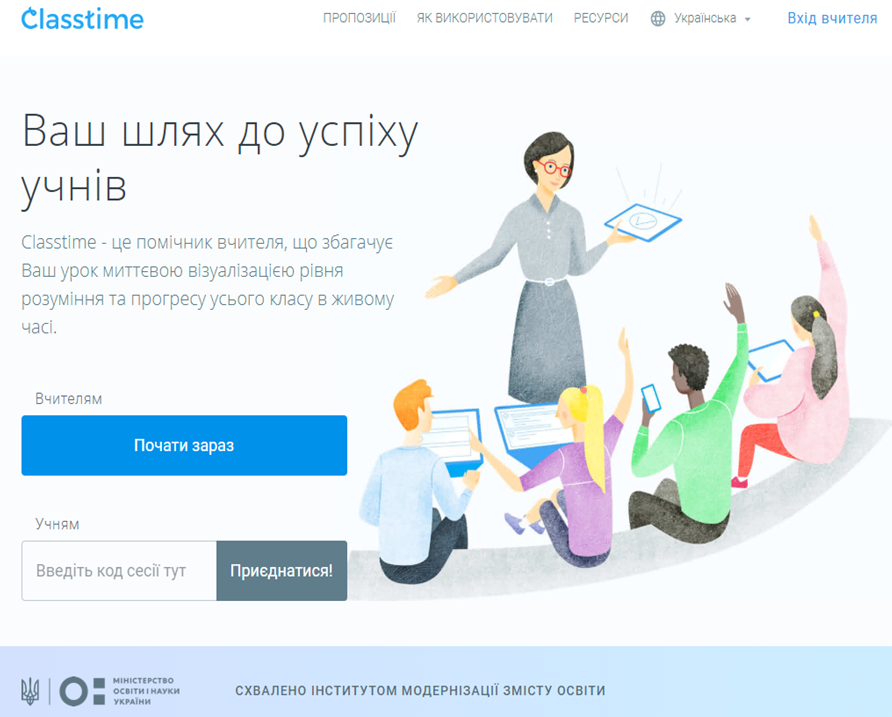 Classtime
ПРОПОЗИЦІЇ ЯК ВИКОРИСТОВУВАТИ РЕСУРСИ Українська Вхід вчителя
Ваш шлях до успіху
учнів
Classtime - це помічник вчителя, що збагачує
Ваш урок миттєвою візуалізацією рівня
розуміння та прогресу усього класу в живому
часі.
Вчителям
Почати зараз
Учням
Введіть код сесії тут Приєднатися!
МІНІСТЕРСТВО
ОСВІТИ І НАУКИ
УКРАЇНИ
СХВАЛЕНО ІНСТИТУТОМ МОДЕРНІЗАЦІЇ ЗМІСТУ ОСВІТИ